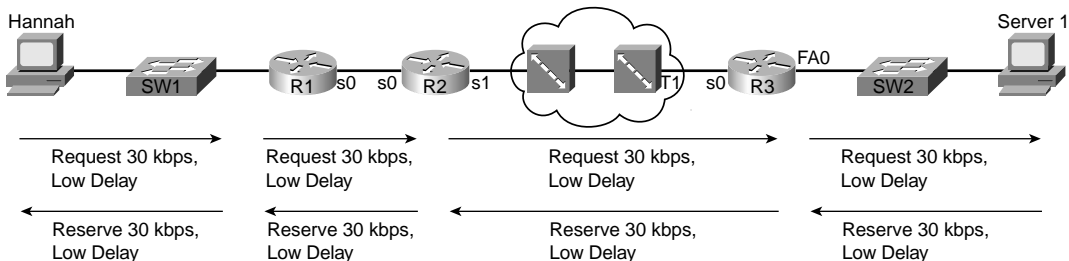 Hannah
Server 1
SW1
R1
s0
s0
R2
s1
T1
s0
R3
FA0
SW2
Request 30 kbps,
Low Delay
Request 30 kbps,
Low Delay
Request 30 kbps,
Low Delay
Request 30 kbps,
Low Delay
Reserve 30 kbps,
Low Delay
Reserve 30 kbps,
Low Delay
Reserve 30 kbps,
Low Delay
Reserve 30 kbps,
Low Delay